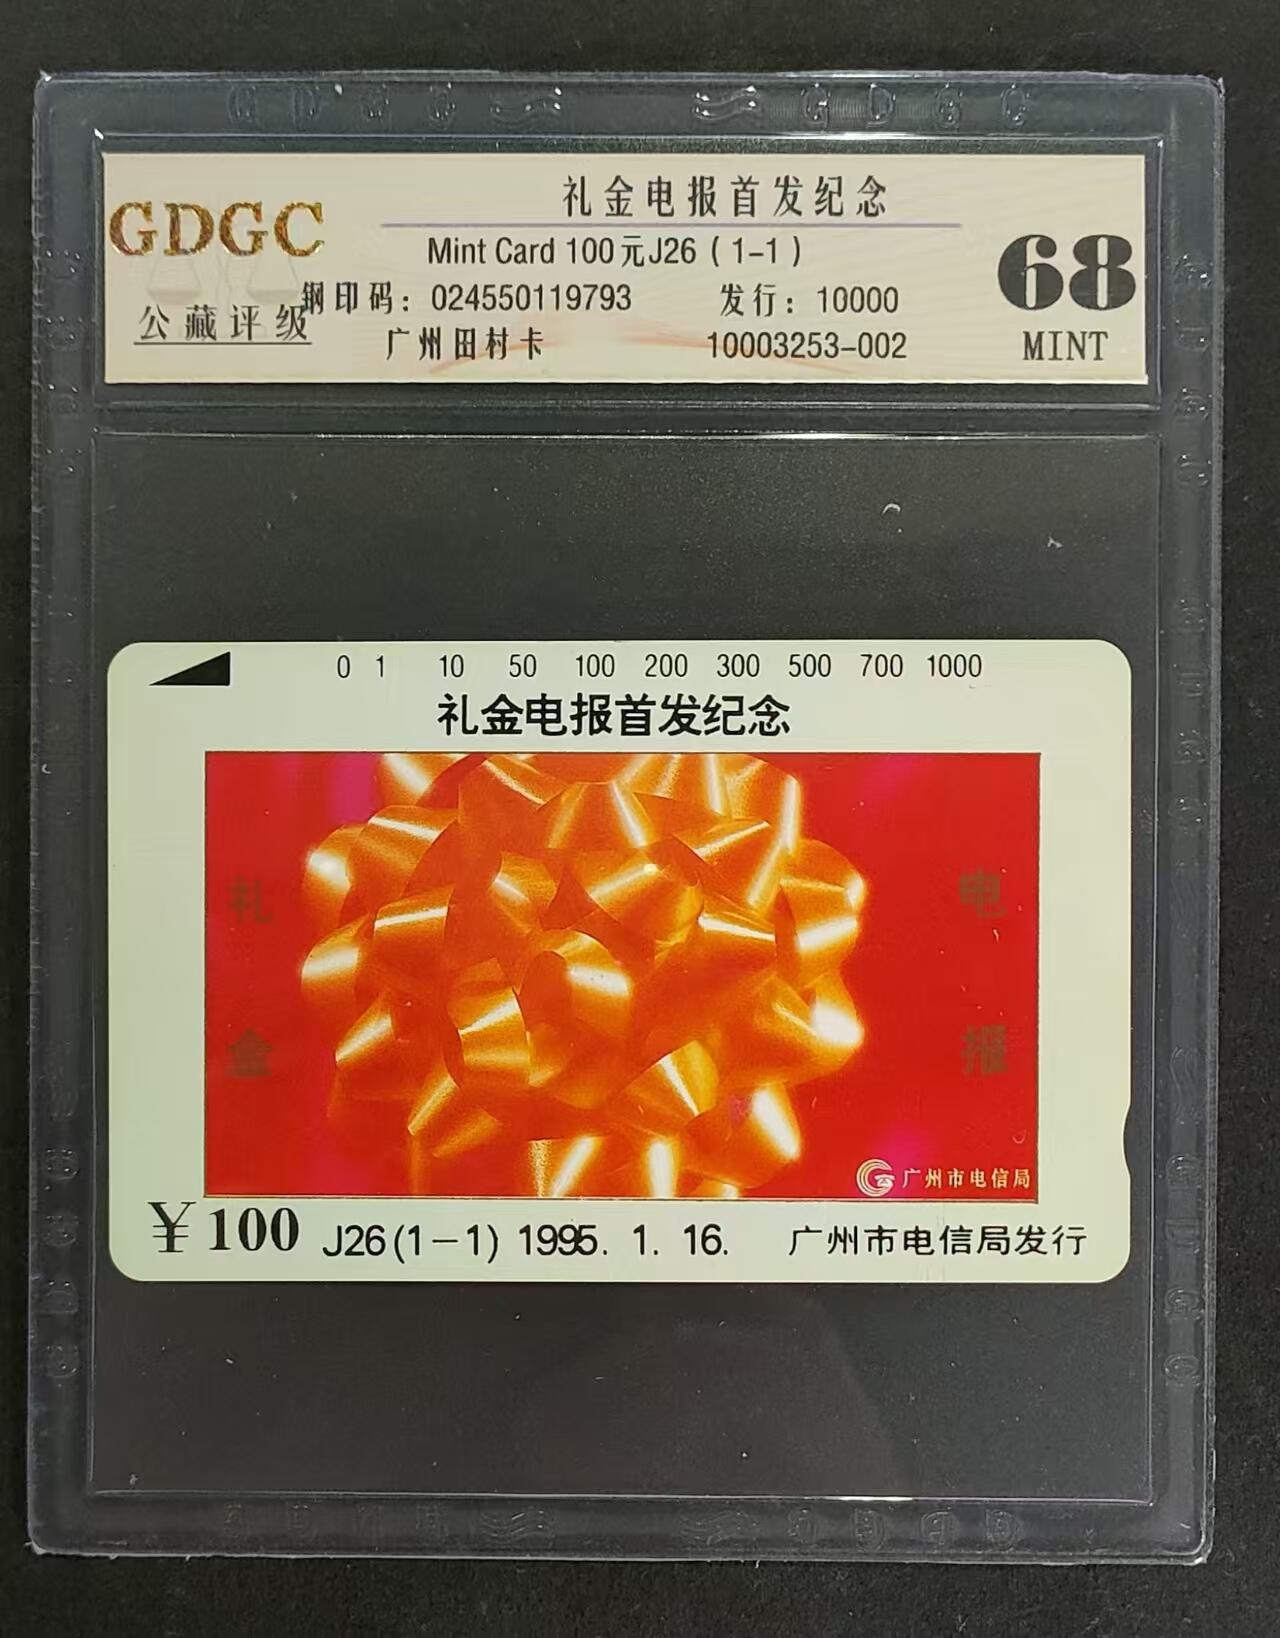 GDGC
公藏评级
礼金电报首发纪念
Mint Card 100元J26 (1-1)
钢印码：024550119793 发行：10000
广州田村卡 10003253-002
68
MINT
0 1 10 50 100 200 300 500 700 1000
礼金电报首发纪念
礼金
电报
广州市电信局
¥100 J26(1－1) 1995. 1. 16. 广州市电信局发行